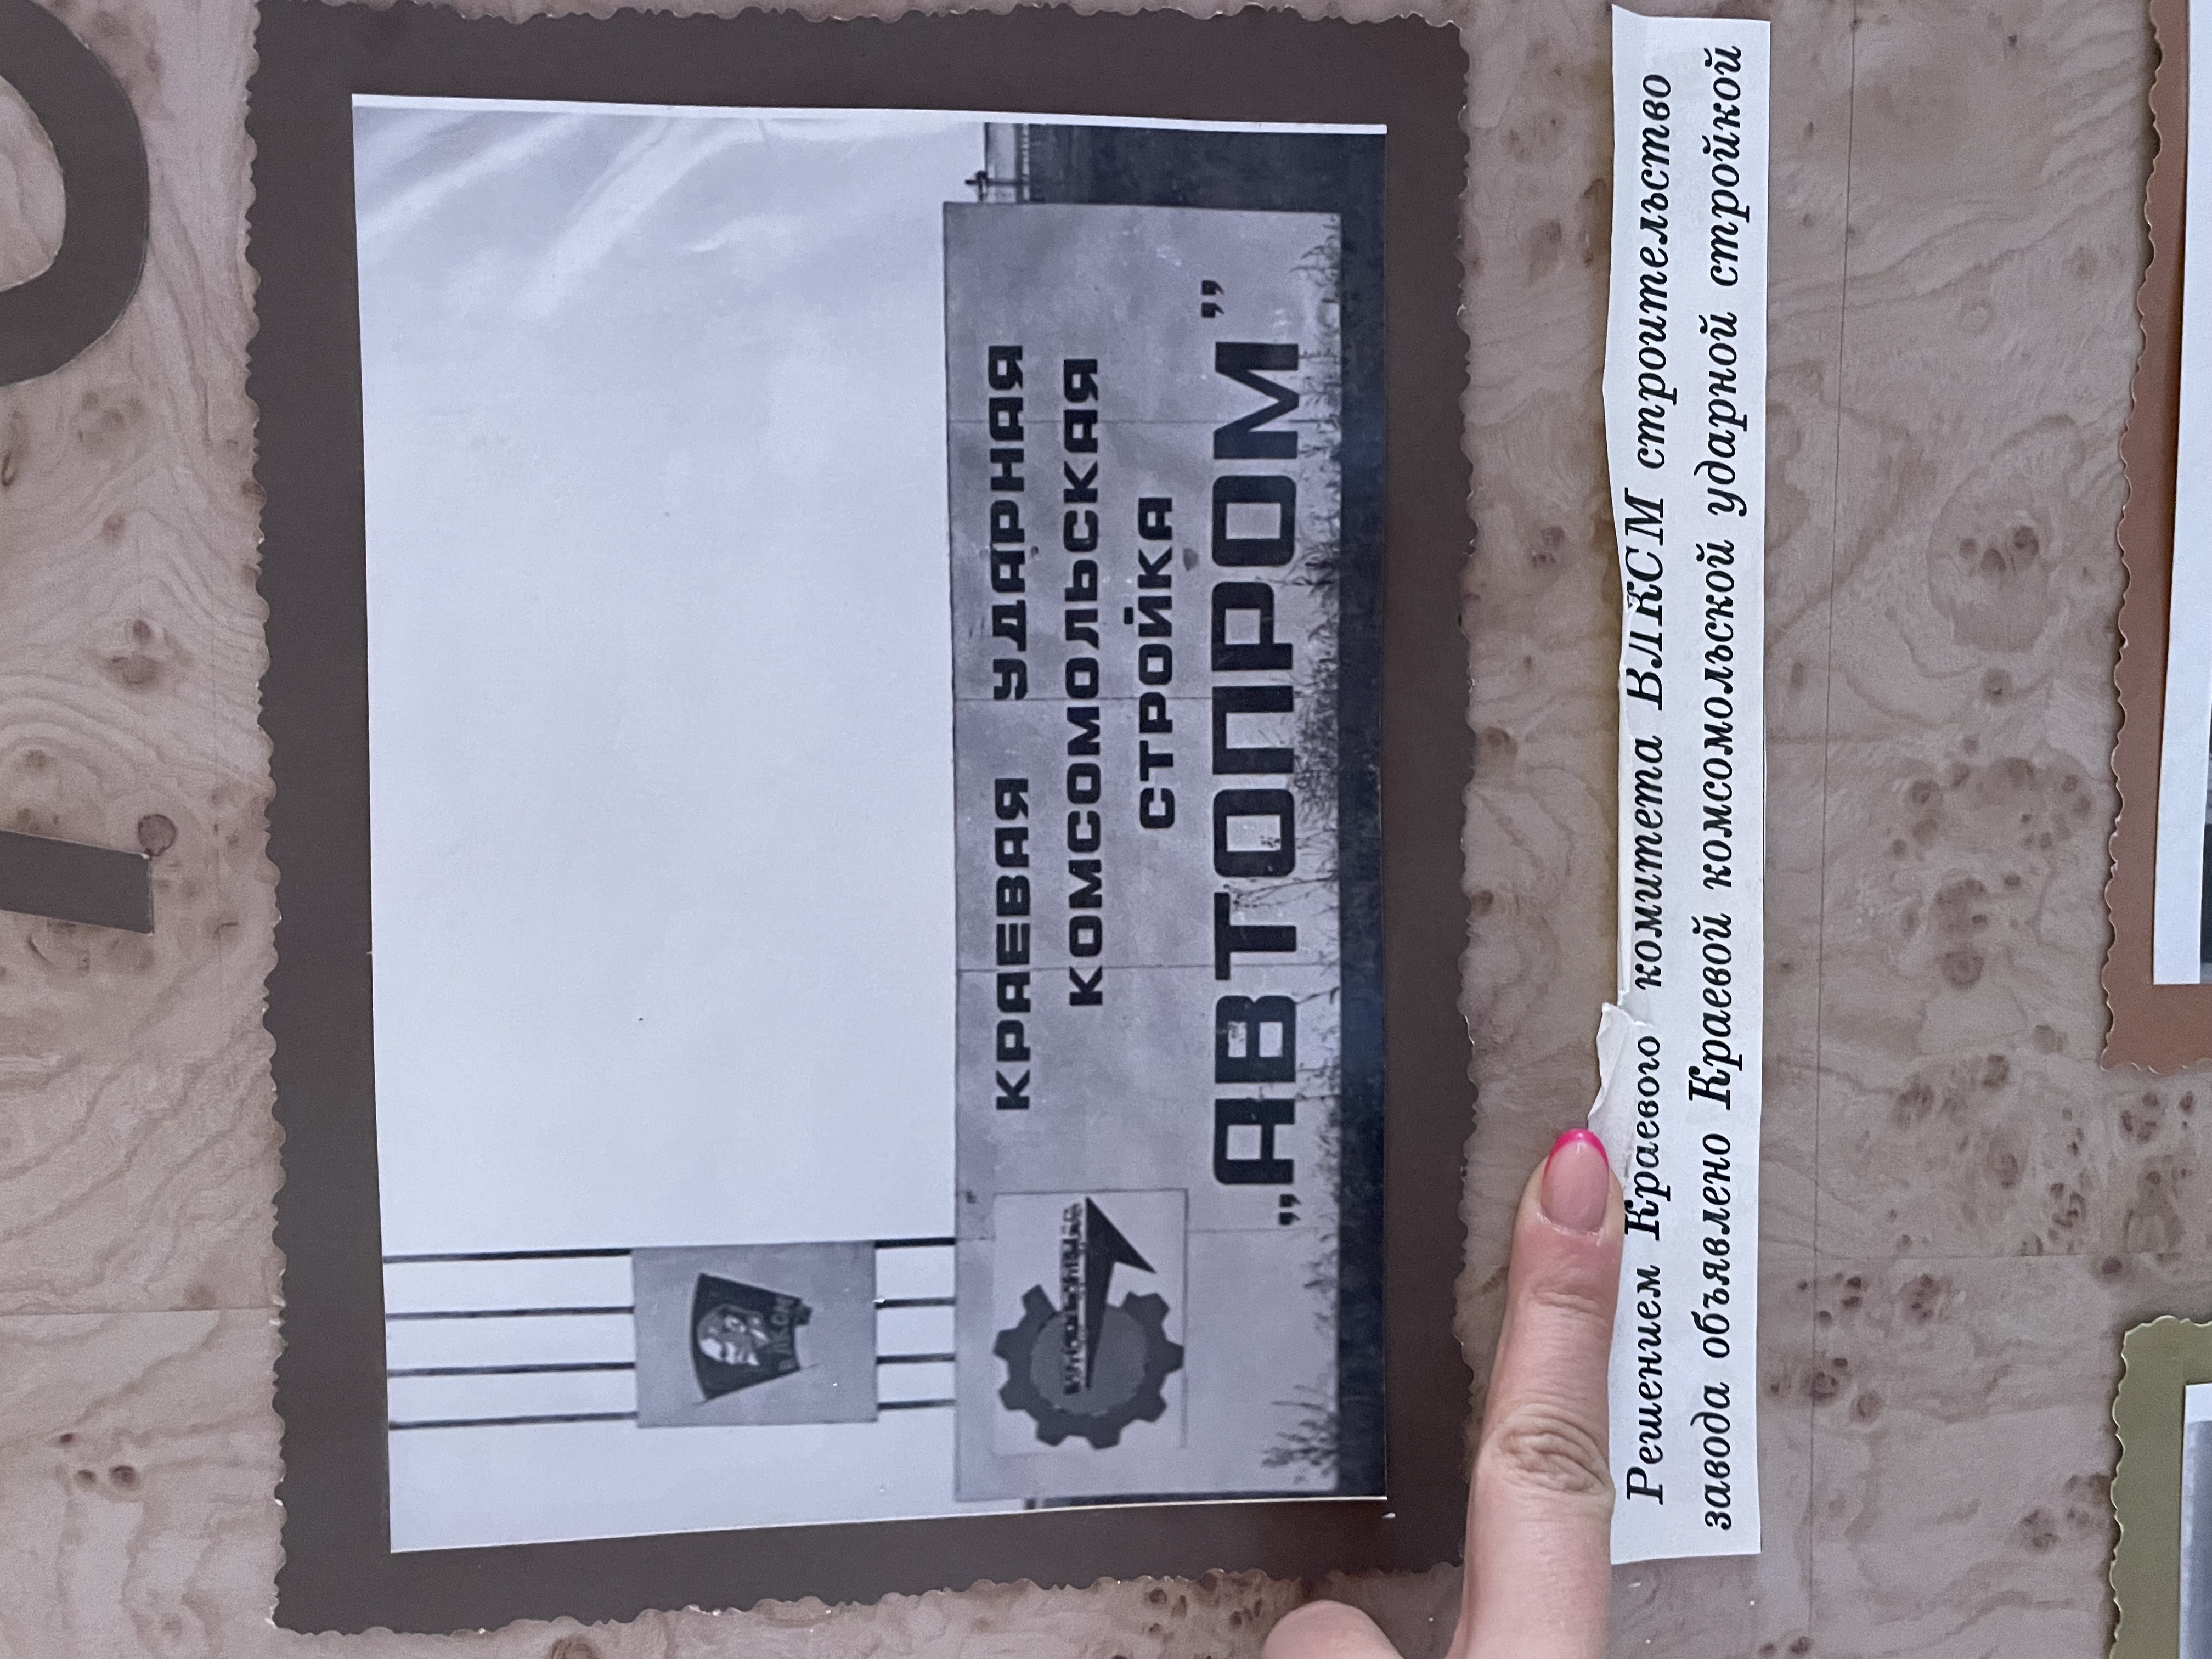 ВЛКСМ
КРАЕВАЯ УДАРНАЯ
КОМСОМОЛЬСКАЯ
СТРОЙКА
„АВТОПРОМ”
Решением Краевого комитета ВЛКСМ строительство
завода объявлено Краевой комсомольской ударной стройкой